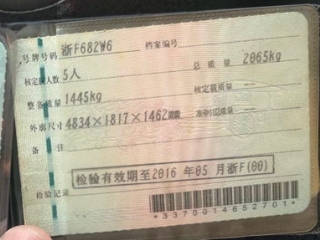 号牌号码 浙F682W6 档案编号
核定载人数 5人 总质量 2065kg
整备质量 1445kg 核定载质量 --
外廓尺寸 4834×1817×1462 --
备注
检验有效期至2016 年05 月浙F(00)
检验记录
*3370014652701*